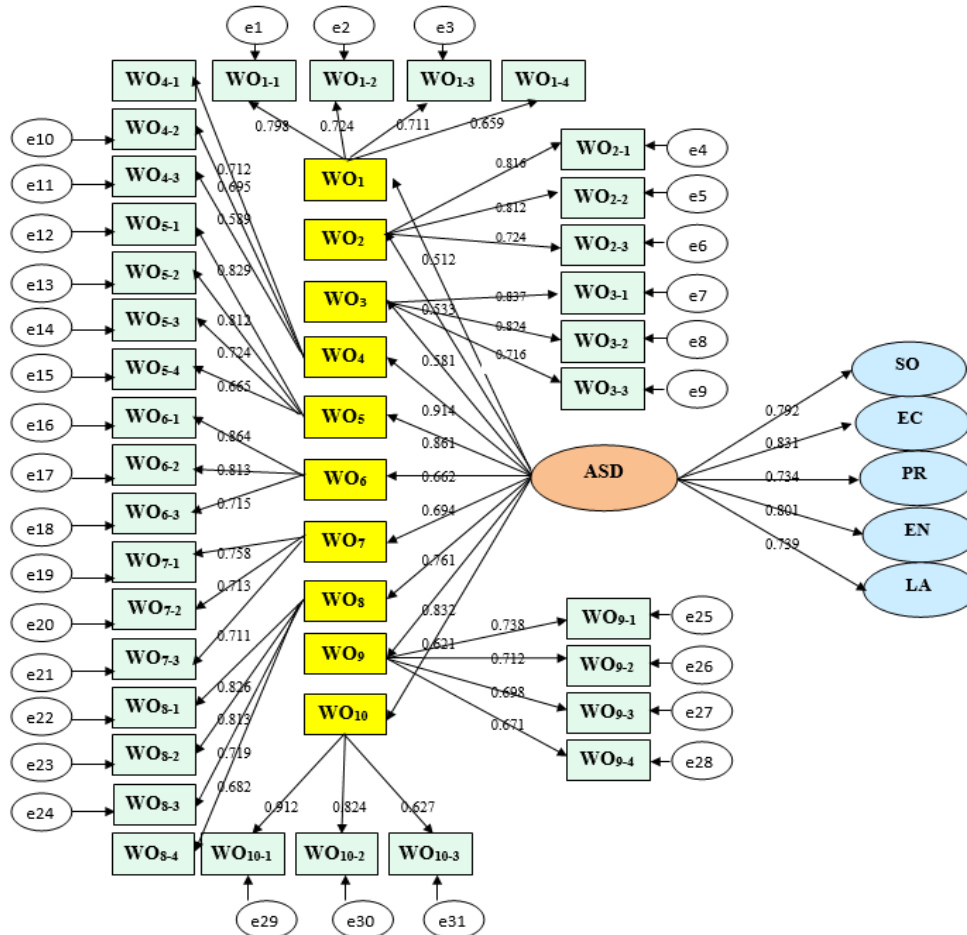 e1 e2 e3
WO4-1 WO1-1 WO1-2 WO1-3 WO1-4
0.798 0.724 0.711 0.659
e10 WO4-2
WO2-1 e4
e11 WO4-3
0.712
0.695
WO1
0.816
WO2-2 e5
0.589
0.812
e12 WO5-1
WO2
0.724
WO2-3 e6
0.512
e13 WO5-2
0.829
WO3
0.837
WO3-1 e7
0.533
e14 WO5-3
0.812
0.824
WO3-2 e8
0.724
WO4
0.581
0.716
e15 WO5-4
0.665
WO3-3 e9
SO
0.914
0.792
e16 WO6-1
0.864
WO5
0.861
EC
0.831
e17 WO6-2
0.813
WO6
0.662
ASD
0.734
PR
e18 WO6-3
0.715
0.694
0.801
EN
WO7
0.739
e19 WO7-1
0.758
0.761
LA
0.713
WO8
e20 WO7-2
0.832
WO9-1 e25
0.738
0.711
0.621
e21 WO7-3
WO9
0.712
WO9-2 e26
0.826
0.698
e22 WO8-1
0.813
WO10
WO9-3 e27
0.671
e23 WO8-2
0.719
WO9-4 e28
0.682
e24 WO8-3
0.912 0.824 0.627
WO8-4 WO10-1 WO10-2 WO10-3
e29 e30 e31